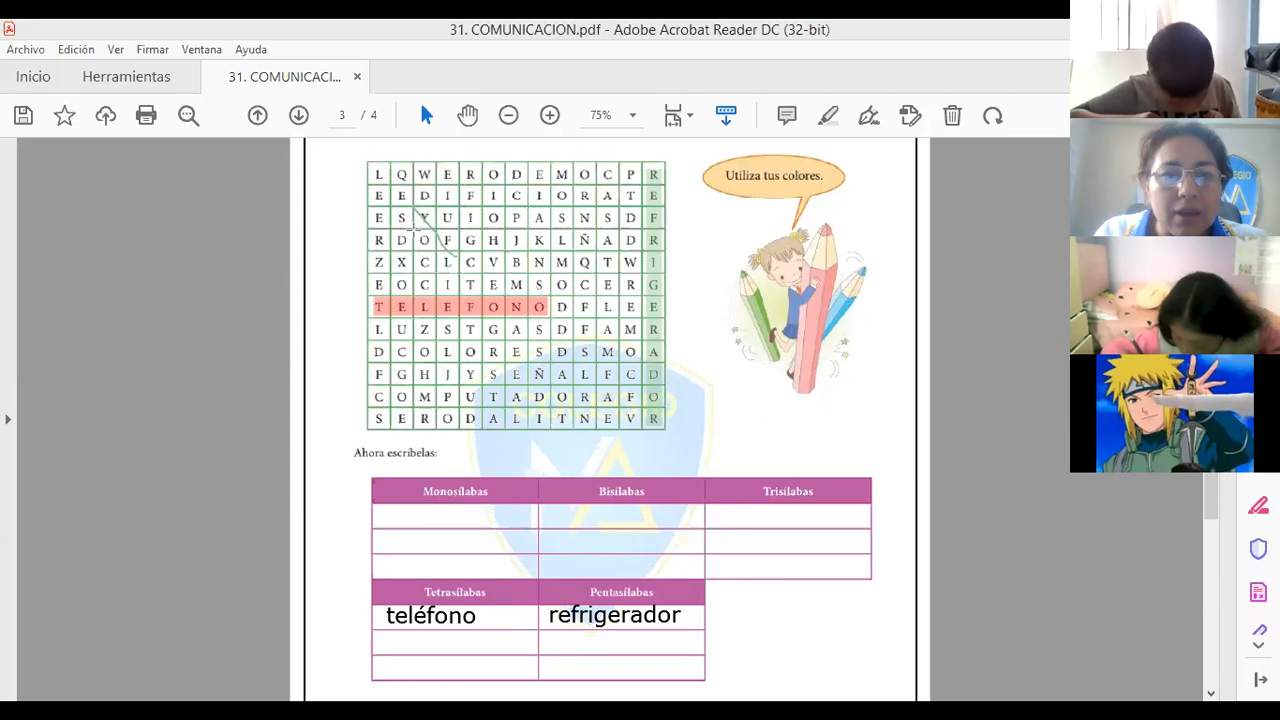 31. COMUNICACION.pdf - Adobe Acrobat Reader DC (32-bit)
Archivo Edición Ver Firmar Ventana Ayuda
Inicio Herramientas 31. COMUNICACI... ×
3 / 4 75%
L Q W E R O D E M O C P R
E E D I F I C I O R A T E
E S Y U I O P A S N S D F
R D O F G H J K L Ñ A D R
Z X C L C V B N M Q T W I
E O C I T E M S O C E R G
T E L E F O N O D F L E E
L U Z S T G A S D F A M R
D C O L O R E S D S M O A
F G H J Y S E Ñ A L F C D
C O M P U T A D O R A F O
S E R O D A L I T N E V R
Utiliza tus colores.
Ahora escríbelas:
Monosílabas Bisílabas Trisílabas
Tetrasílabas Pentasílabas
teléfono refrigerador